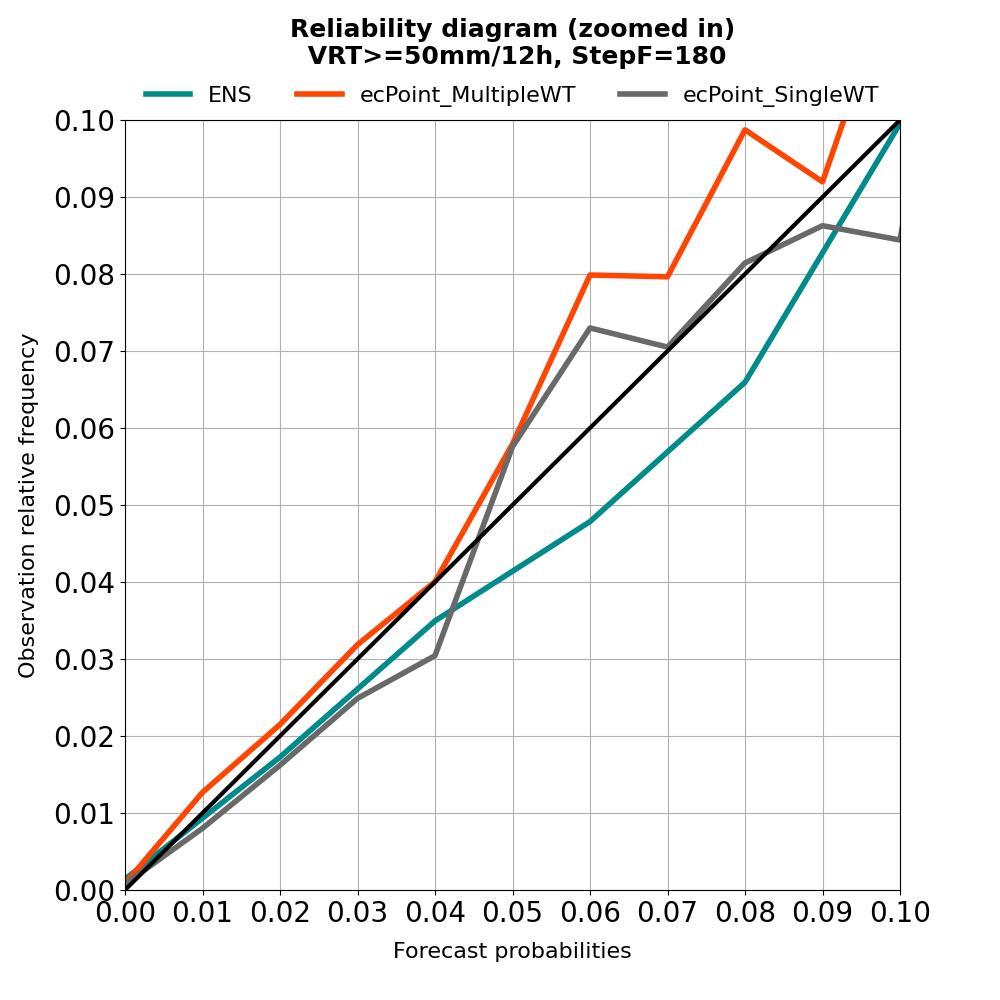 Reliability diagram (zoomed in)
VRT>=50mm/12h, StepF=180
ENS ecPoint_MultipleWT ecPoint_SingleWT
0.10
0.09
0.08
0.07
0.06
0.05
0.04
0.03
0.02
0.01
0.00
Observation relative frequency
0.00 0.01 0.02 0.03 0.04 0.05 0.06 0.07 0.08 0.09 0.10
Forecast probabilities